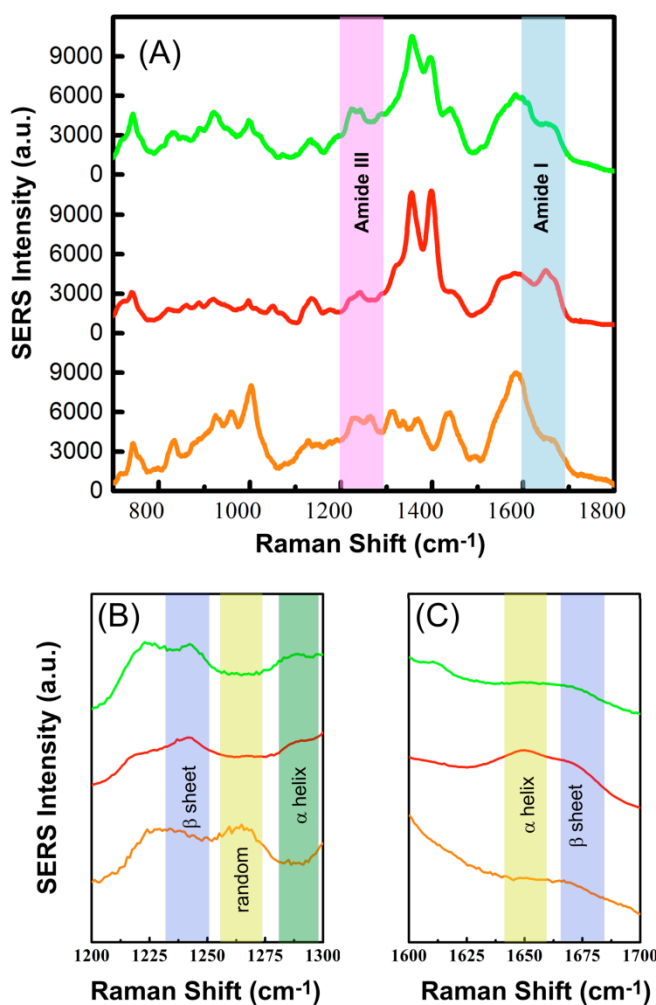 (A)
9000
6000
3000
0
9000
6000
3000
0
9000
6000
3000
0
SERS Intensity (a.u.)
Amide III
Amide I
800 1000 1200 1400 1600 1800
Raman Shift (cm-1)
(B)
SERS Intensity (a.u.)
β sheet
random
α helix
1200 1225 1250 1275 1300
Raman Shift (cm-1)
(C)
α helix
β sheet
1600 1625 1650 1675 1700
Raman Shift (cm-1)